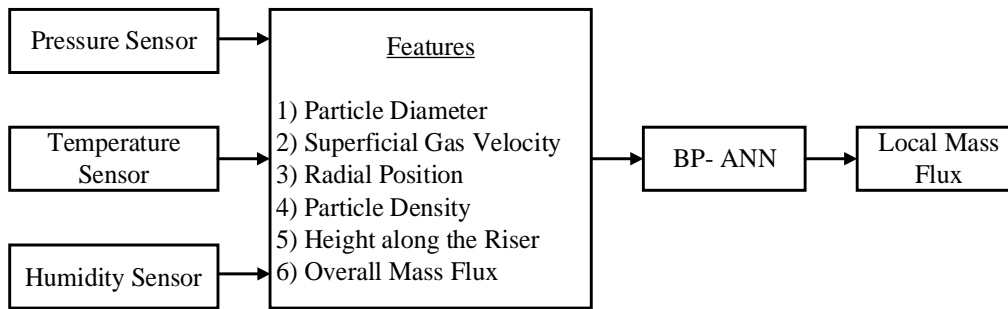 Pressure Sensor
Temperature
Sensor
Humidity Sensor
Features
1) Particle Diameter
2) Superficial Gas Velocity
3) Radial Position
4) Particle Density
5) Height along the Riser
6) Overall Mass Flux
BP- ANN
Local Mass
Flux